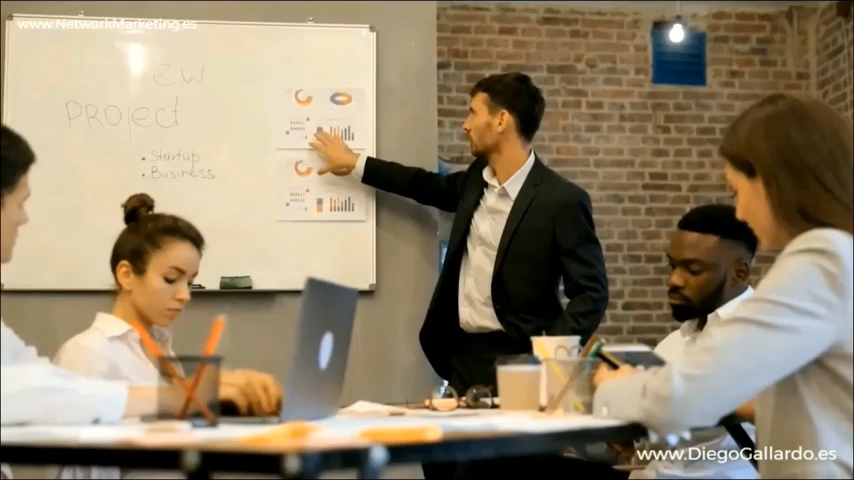 www.NetworkMarketing.es
ew
PROJECT
• Startup
• Business
www.DiegoGallardo.es